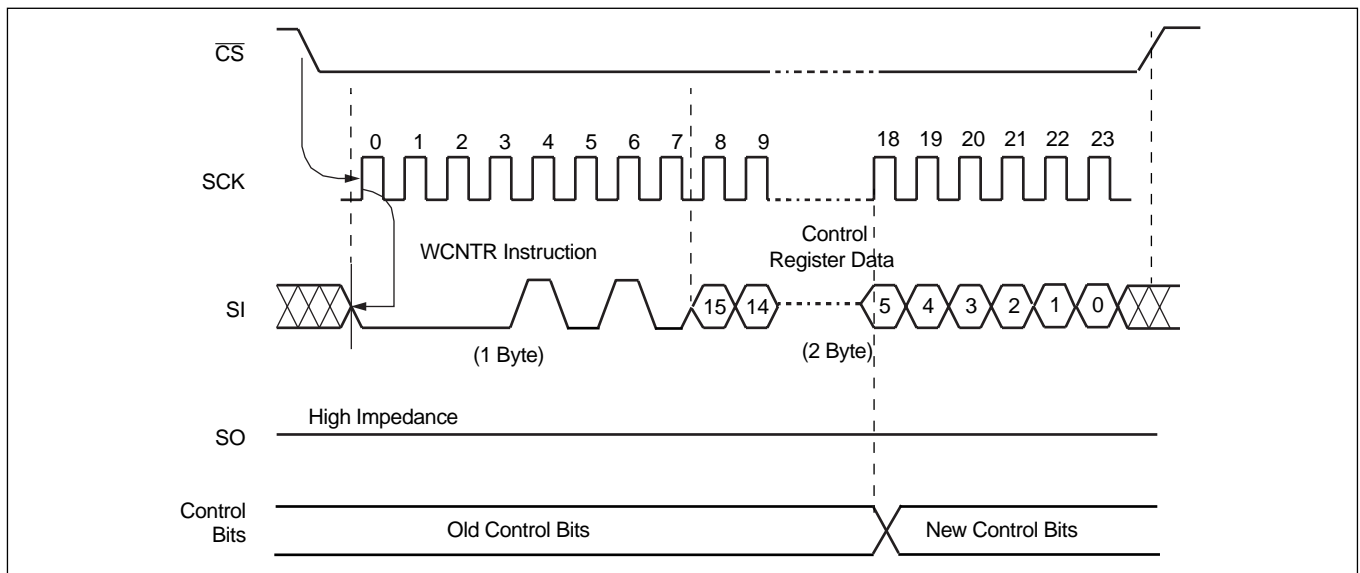 CS
0 1 2 3 4 5 6 7 8 9 18 19 20 21 22 23
SCK
WCNTR Instruction
Control
Register Data
SI
15 14 5 4 3 2 1 0
(1 Byte)
(2 Byte)
High Impedance
SO
Control
Bits
Old Control Bits
New Control Bits